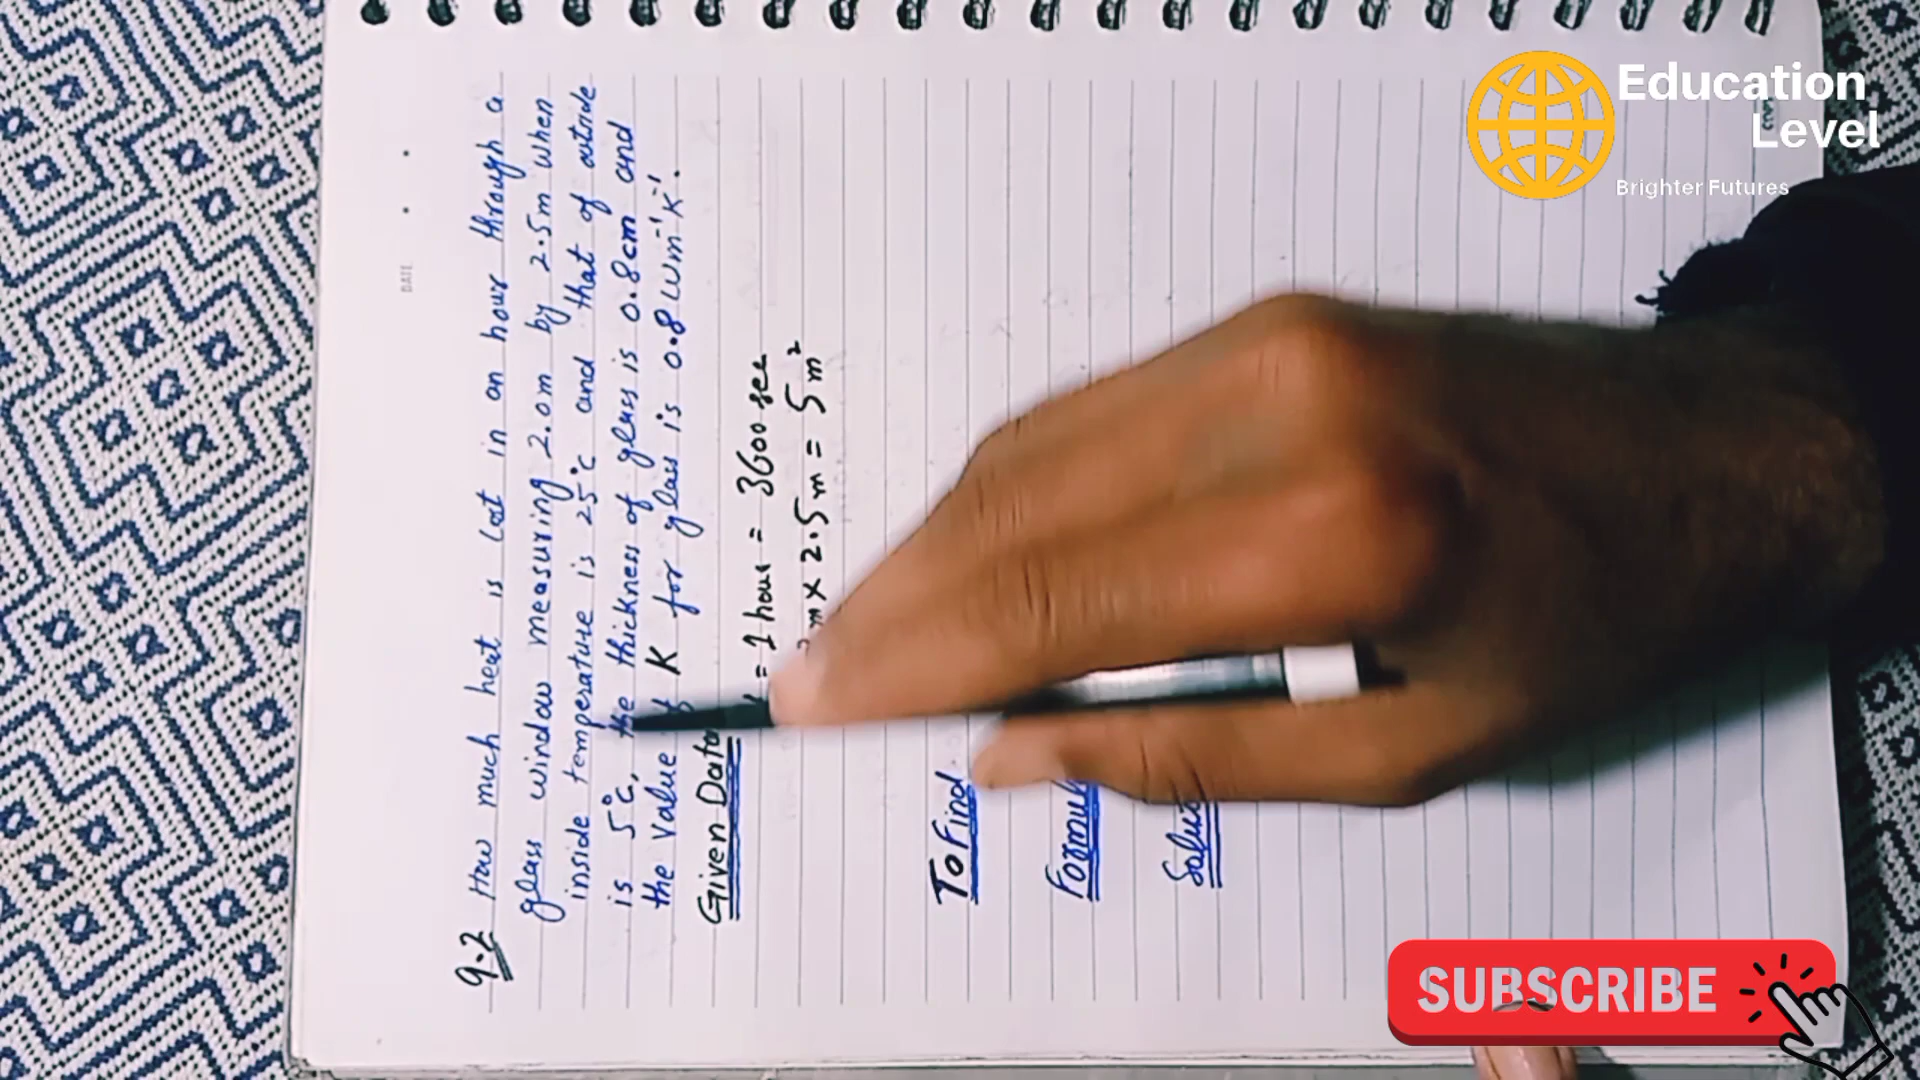 DATE
9.2 How much heat is lost in an hour through a
glass window measuring 2.0m by 2.5m when
inside temperature is 25°c and that of outside
is 5°c, the thickness of glass is 0.8cm and
the value of K for glass is 0.8 Wm⁻¹K⁻¹.
Given Data
= 1 hour = 3600 sec
m x 2.5m = 5m²
To Find
Education
Level
Brighter Futures
SUBSCRIBE